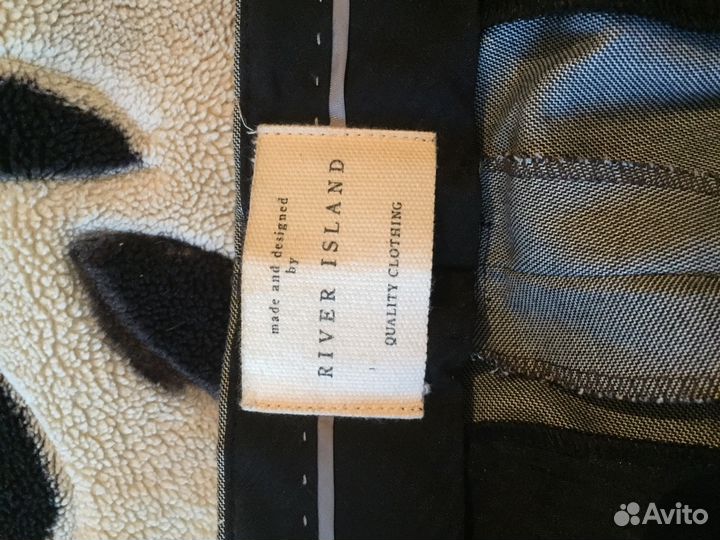 made and designed
by
RIVER ISLAND
QUALITY CLOTHING
Avito